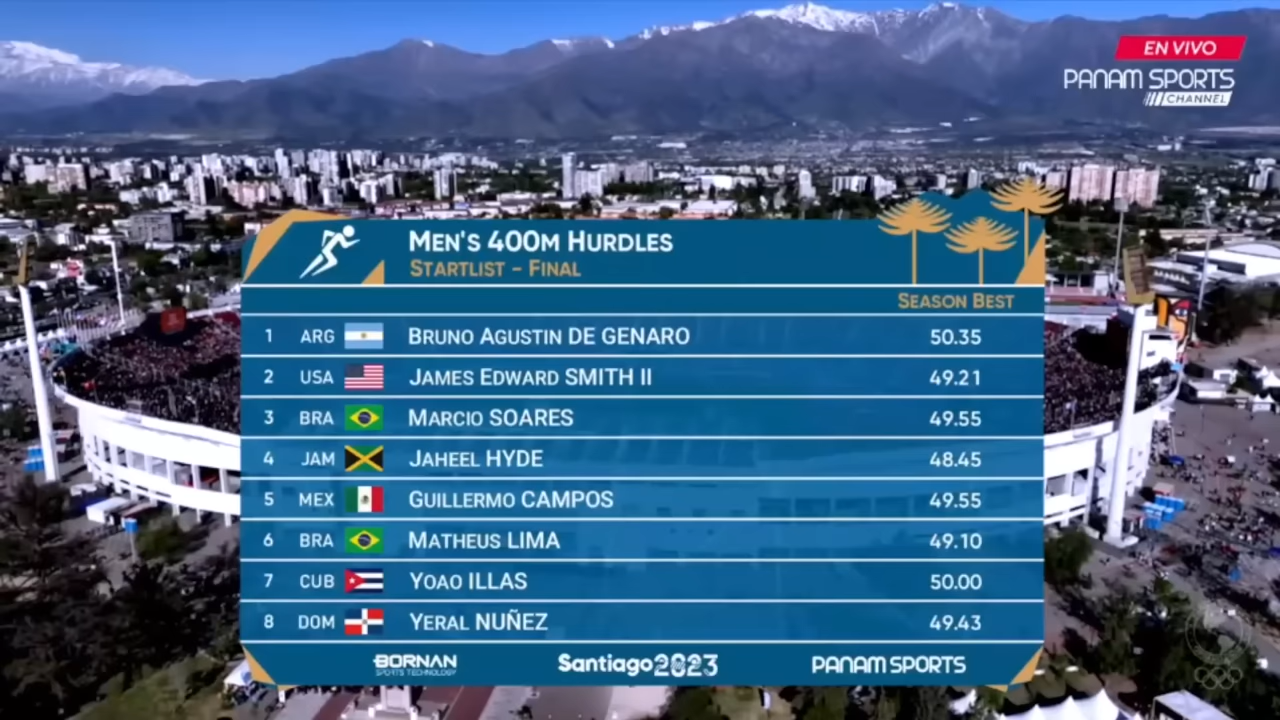 EN VIVO
PANAM SPORTS
CHANNEL
MEN'S 400M HURDLES
STARTLIST - FINAL
SEASON BEST
1 ARG BRUNO AGUSTIN DE GENARO 50.35
2 USA JAMES EDWARD SMITH II 49.21
3 BRA MARCIO SOARES 49.55
4 JAM JAHEEL HYDE 48.45
5 MEX GUILLERMO CAMPOS 49.55
6 BRA MATHEUS LIMA 49.10
7 CUB YOAO ILLAS 50.00
8 DOM YERAL NUÑEZ 49.43
BORNAN Santiago2023 PANAM SPORTS
SPORTS TECHNOLOGY